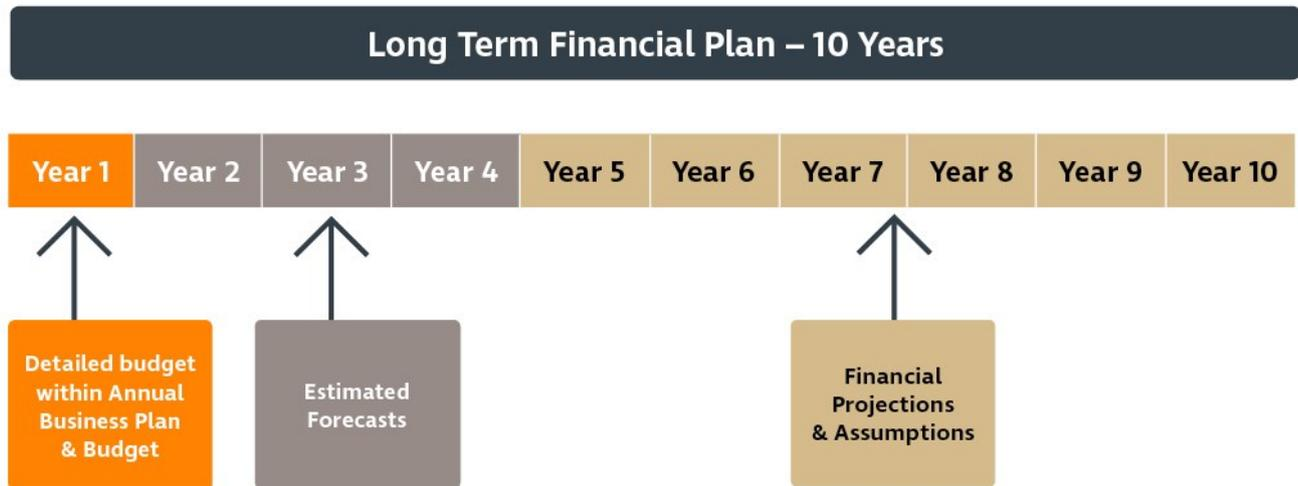 Long Term Financial Plan – 10 Years
Year 1 Year 2 Year 3 Year 4 Year 5 Year 6 Year 7 Year 8 Year 9 Year 10
Detailed budget
within Annual
Business Plan
& Budget
Estimated
Forecasts
Financial
Projections
& Assumptions